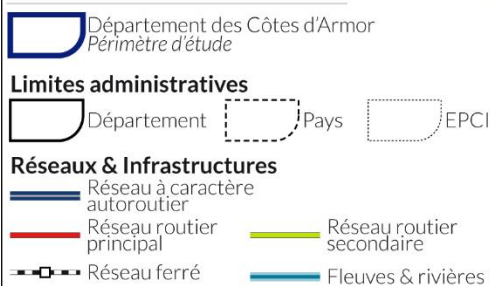 Département des Côtes d'Armor
Périmètre d'étude
Limites administratives
Département
Pays
EPCI
Réseaux & Infrastructures
Réseau à caractère
autoroutier
Réseau routier
principal
Réseau routier
secondaire
Réseau ferré
Fleuves & rivières